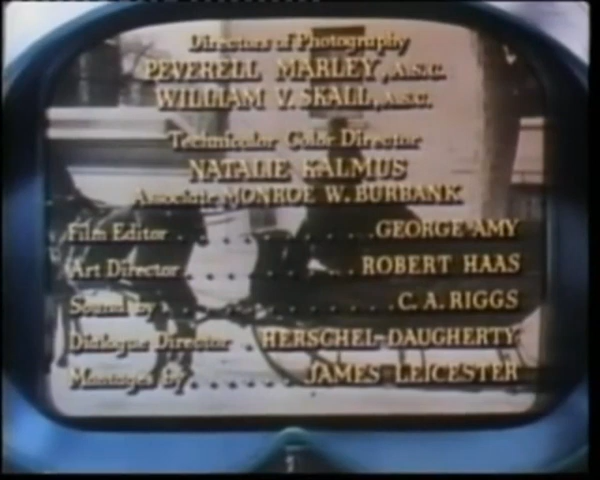 Directors of Photography
PEVERELL MARLEY, A.S.C.
WILLIAM V. SKALL, A.S.C.
Technicolor Color Director
NATALIE KALMUS
Associate MONROE W. BURBANK
Film Editor . . . . . . . . . . . GEORGE AMY
Art Director . . . . . . . . . . . ROBERT HAAS
Sound by . . . . . . . . . . . . . C. A. RIGGS
Dialogue Director . . HERSCHEL DAUGHERTY
Montages by . . . . . . . JAMES LEICESTER